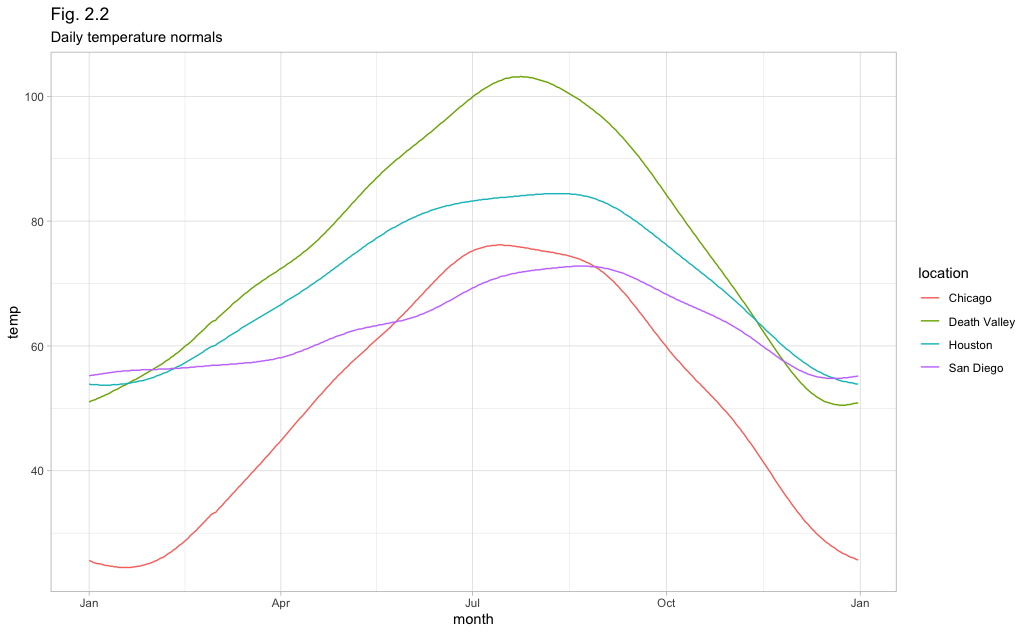 Fig. 2.2
Daily temperature normals
100
80
60
40
temp
Jan
Apr
Jul
Oct
Jan
month
location
Chicago
Death Valley
Houston
San Diego